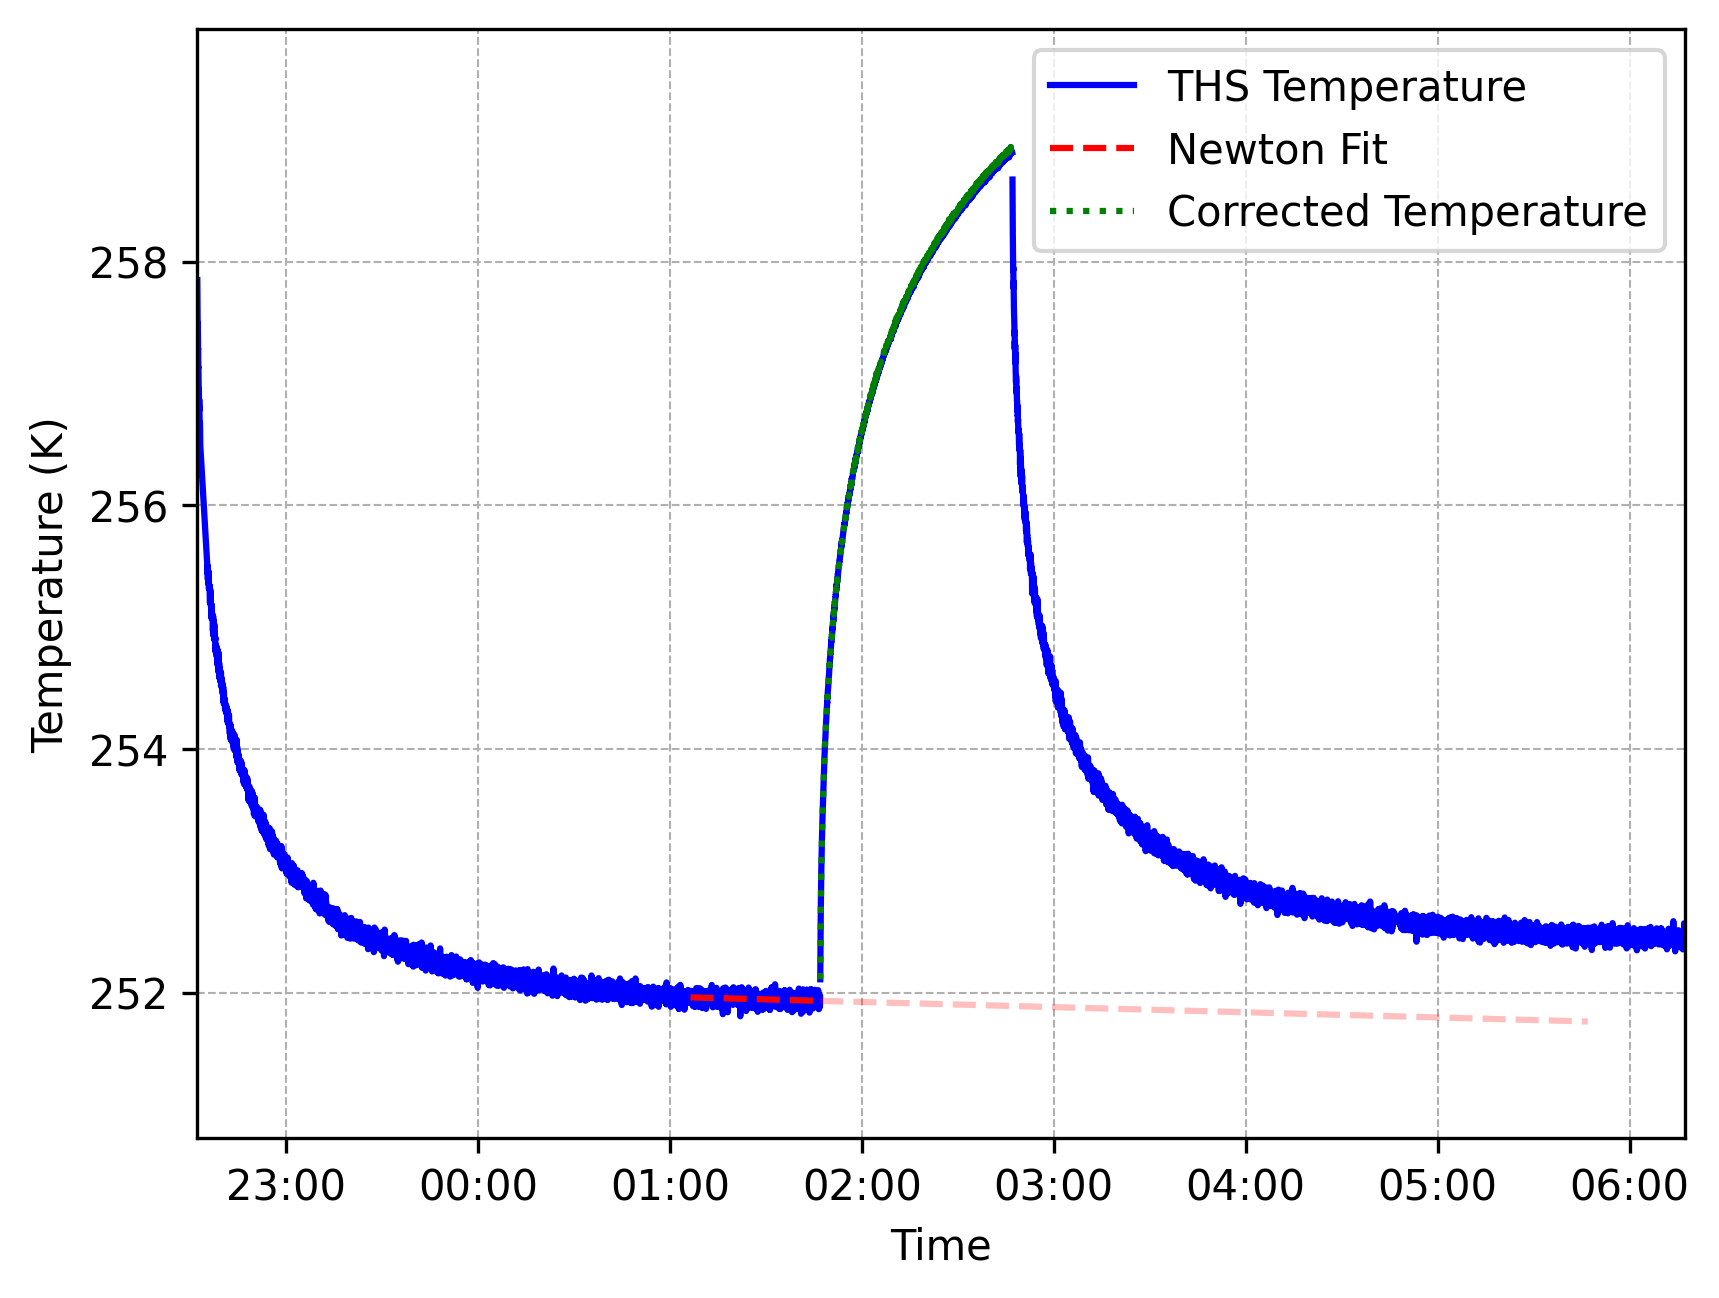 THS Temperature
Newton Fit
Corrected Temperature
258
256
254
252
Temperature (K)
23:00 00:00 01:00 02:00 03:00 04:00 05:00 06:00
Time